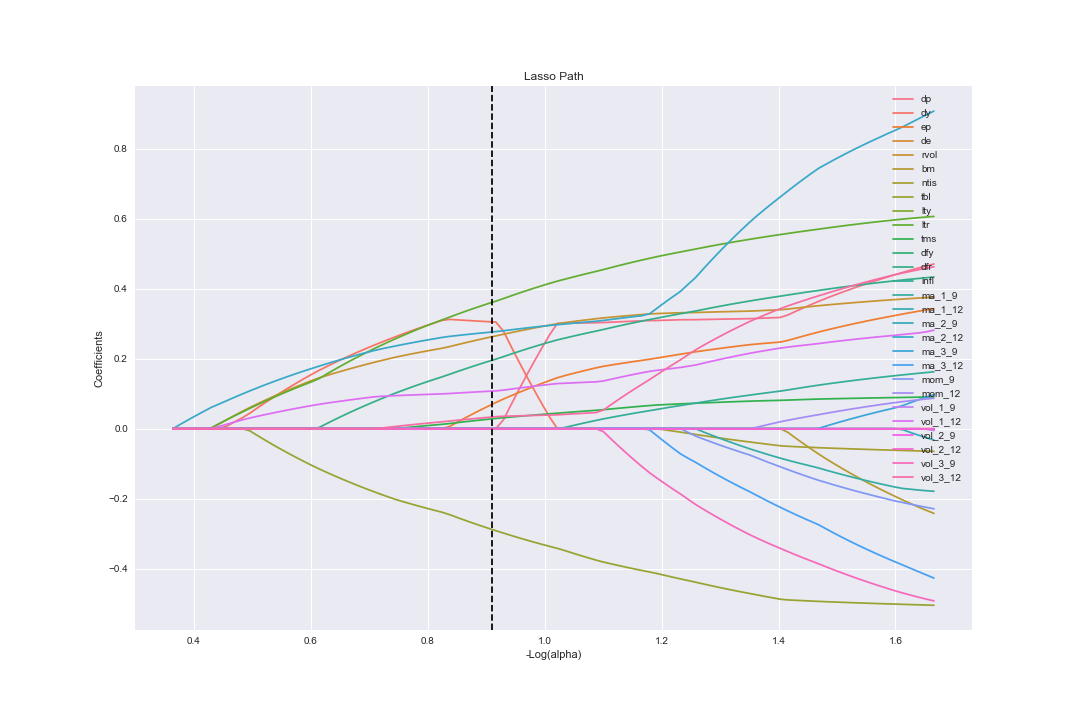 Lasso Path
dp
dy
ep
de
rvol
bm
ntis
tbl
lty
ltr
tms
dfy
dfr
infl
ma_1_9
ma_1_12
ma_2_9
ma_2_12
ma_3_9
ma_3_12
mom_9
mom_12
vol_1_9
vol_1_12
vol_2_9
vol_2_12
vol_3_9
vol_3_12
0.8
0.6
0.4
0.2
0.0
−0.2
−0.4
Coefficients
0.4 0.6 0.8 1.0 1.2 1.4 1.6
-Log(alpha)